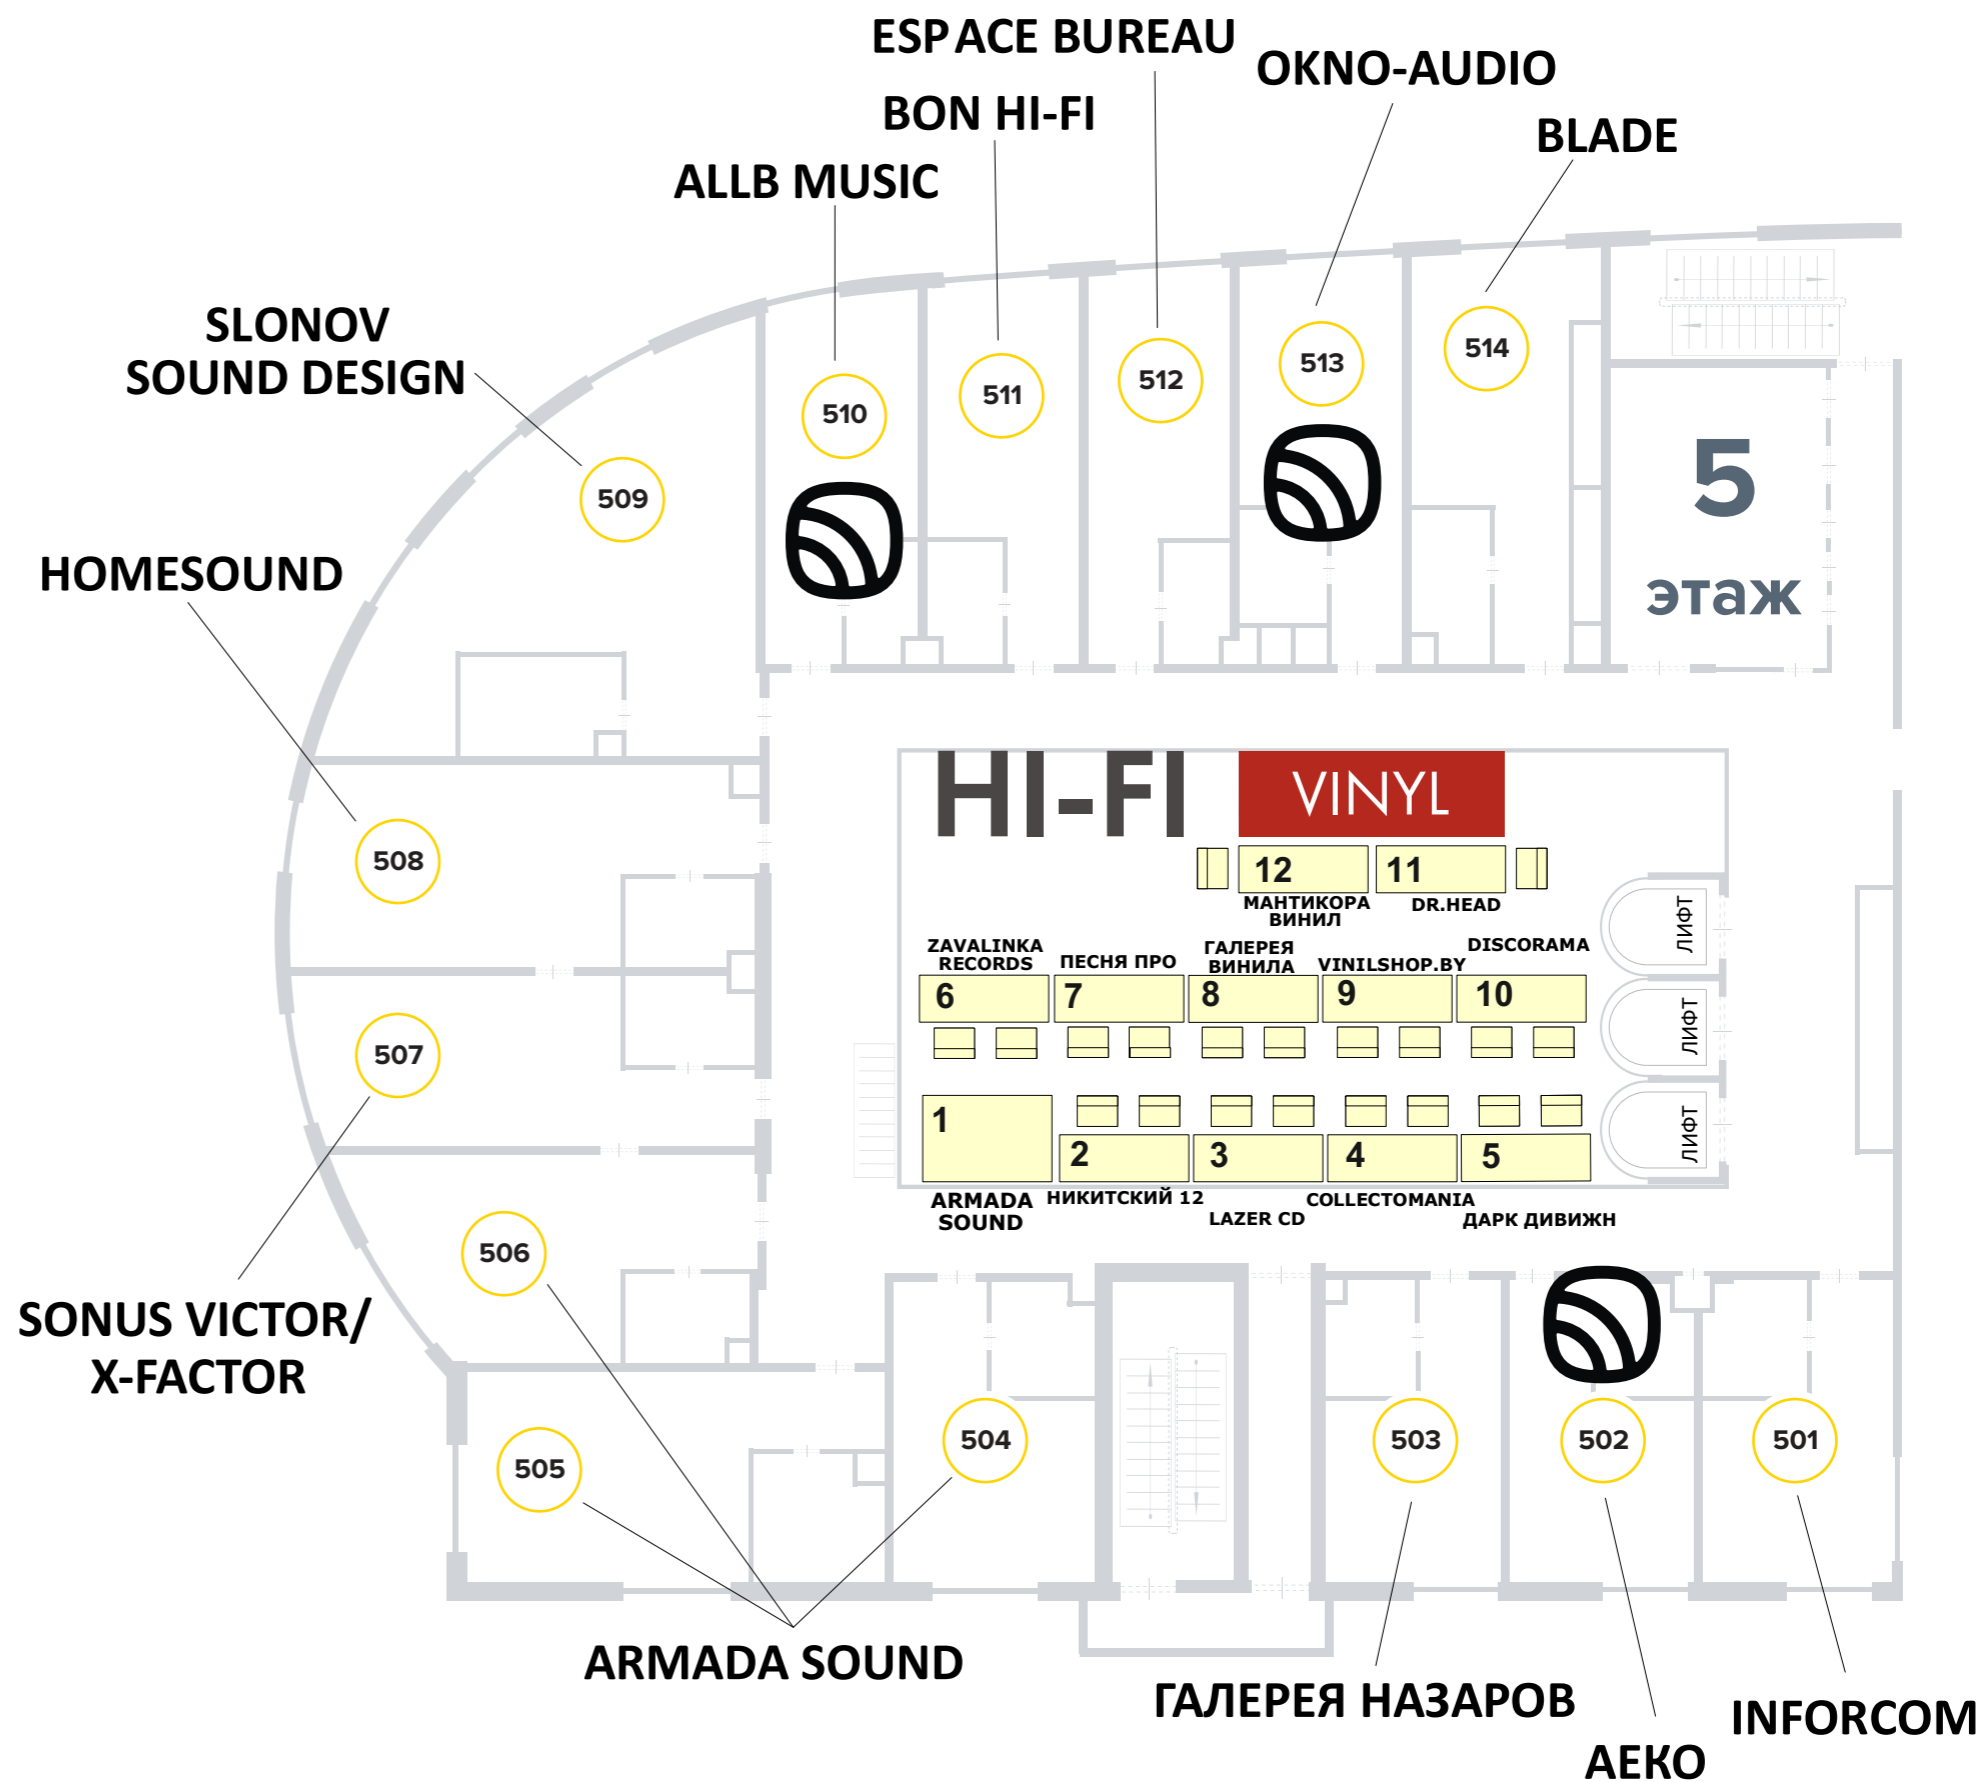 ESPACE BUREAU
OKNO-AUDIO
BON HI-FI
BLADE
ALLB MUSIC
SLONOV
SOUND DESIGN
HOMESOUND
514
513
512
511
510
509
5
этаж
HI-FI
VINYL
12
11
МАНТИКОРА
ВИНИЛ
DR.HEAD
508
ZAVALINKA
RECORDS
ПЕСНЯ ПРО
ГАЛЕРЕЯ
ВИНИЛА
VINILSHOP.BY
DISCORAMA
6
7
8
9
10
ЛИФТ
ЛИФТ
ЛИФТ
507
1
2
3
4
5
ARMADA
SOUND
НИКИТСКИЙ 12
LAZER CD
COLLECTOMANIA
ДАРК ДИВИЖН
506
SONUS VICTOR/
X-FACTOR
505
504
503
502
501
ARMADA SOUND
ГАЛЕРЕЯ НАЗАРОВ
INFORCOM
АЕКО